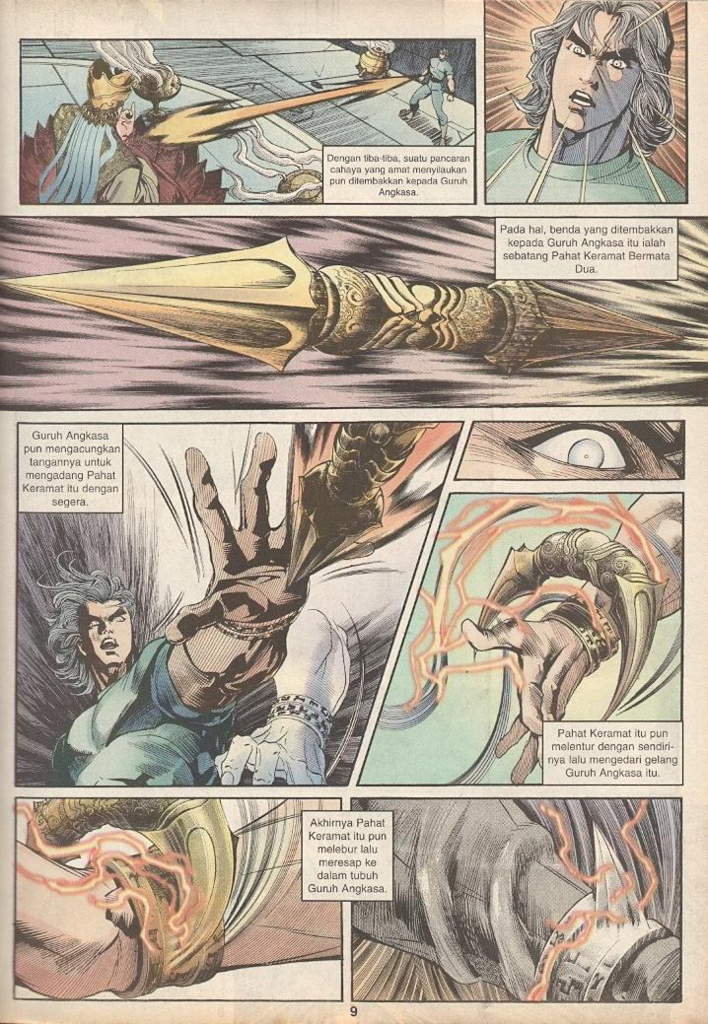 Dengan tiba-tiba, suatu pancaran
cahaya yang amat menyilaukan
pun ditembakkan kepada Guruh
Angkasa.
Pada hal, benda yang ditembakkan
kepada Guruh Angkasa itu ialah
sebatang Pahat Keramat Bermata
Dua.
Guruh Angkasa
pun mengacungkan
tangannya untuk
mengadang Pahat
Keramat itu dengan
segera.
Pahat Keramat itu pun
melentur dengan sendiri-
nya lalu mengedari gelang
Guruh Angkasa itu.
Akhirnya Pahat
Keramat itu pun
melebur lalu
meresap ke
dalam tubuh
Guruh Angkasa.
9